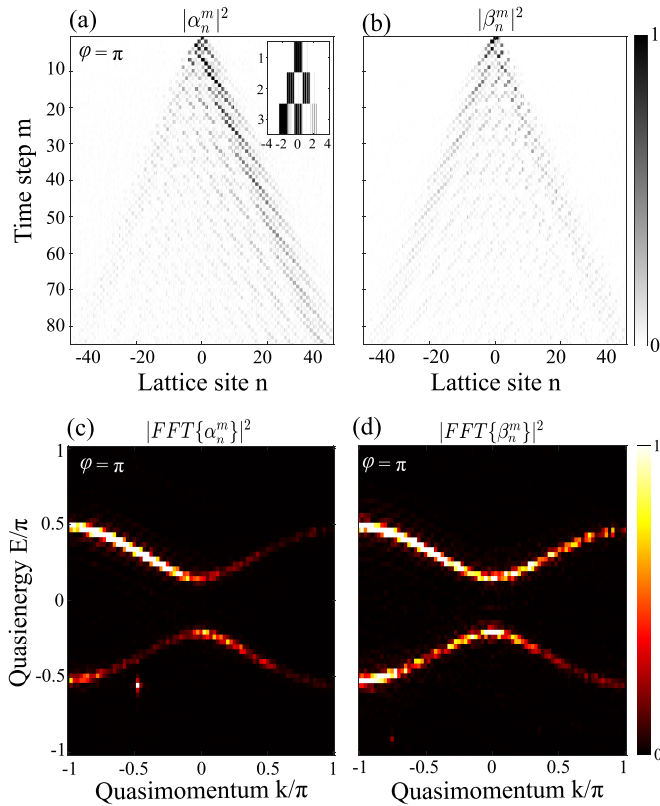 (a)
|α_n^m|^2
(b)
|β_n^m|^2
φ = π
1
2
3
-4 -2 0 2 4
10
20
30
40
50
60
70
80
Time step m
-40 -20 0 20 40
Lattice site n
-40 -20 0 20 40
Lattice site n
1
0
(c)
|FFT{α_n^m}|^2
(d)
|FFT{β_n^m}|^2
φ = π
φ = π
1
0.5
0
-0.5
-1
Quasienergy E/π
-1 -0.5 0 0.5 1
Quasimomentum k/π
-1 -0.5 0 0.5 1
Quasimomentum k/π
1
0